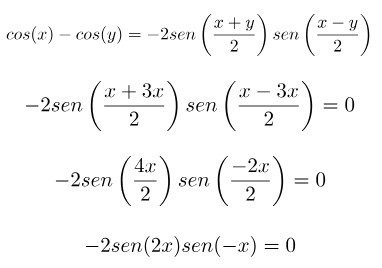 cos(x) − cos(y) = −2sen((x + y)/2) sen((x − y)/2)
−2sen((x + 3x)/2) sen((x − 3x)/2) = 0
−2sen(4x/2) sen(−2x/2) = 0
−2sen(2x)sen(−x) = 0